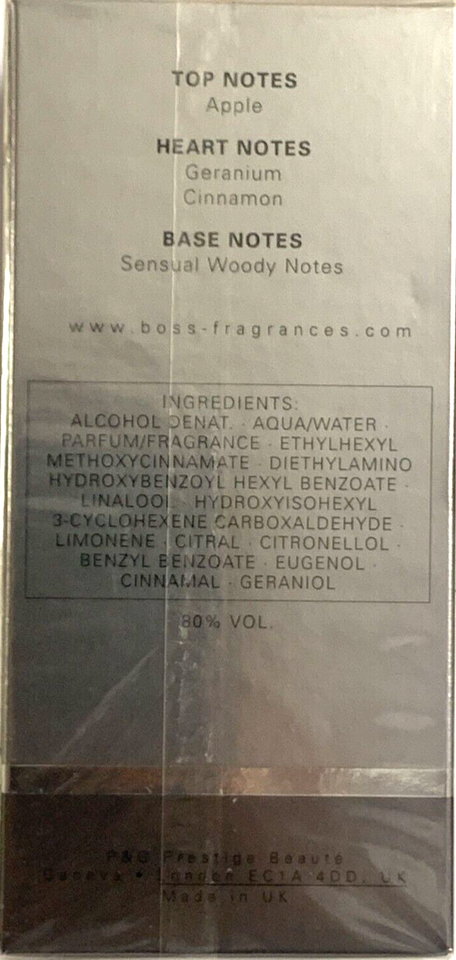 TOP NOTES
Apple
HEART NOTES
Geranium
Cinnamon
BASE NOTES
Sensual Woody Notes
www.boss-fragrances.com
INGREDIENTS:
ALCOHOL DENAT. · AQUA/WATER ·
PARFUM/FRAGRANCE · ETHYLHEXYL
METHOXYCINNAMATE · DIETHYLAMINO
HYDROXYBENZOYL HEXYL BENZOATE ·
LINALOOL · HYDROXYISOHEXYL
3-CYCLOHEXENE CARBOXALDEHYDE ·
LIMONENE · CITRAL · CITRONELLOL ·
BENZYL BENZOATE · EUGENOL ·
CINNAMAL · GERANIOL
80% VOL.
P&G Prestige Beauté
Geneva • London EC1A 4DD, UK
Made in UK